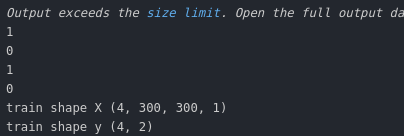 Output exceeds the size limit. Open the full output da
1
0
1
0
train shape X (4, 300, 300, 1)
train shape y (4, 2)